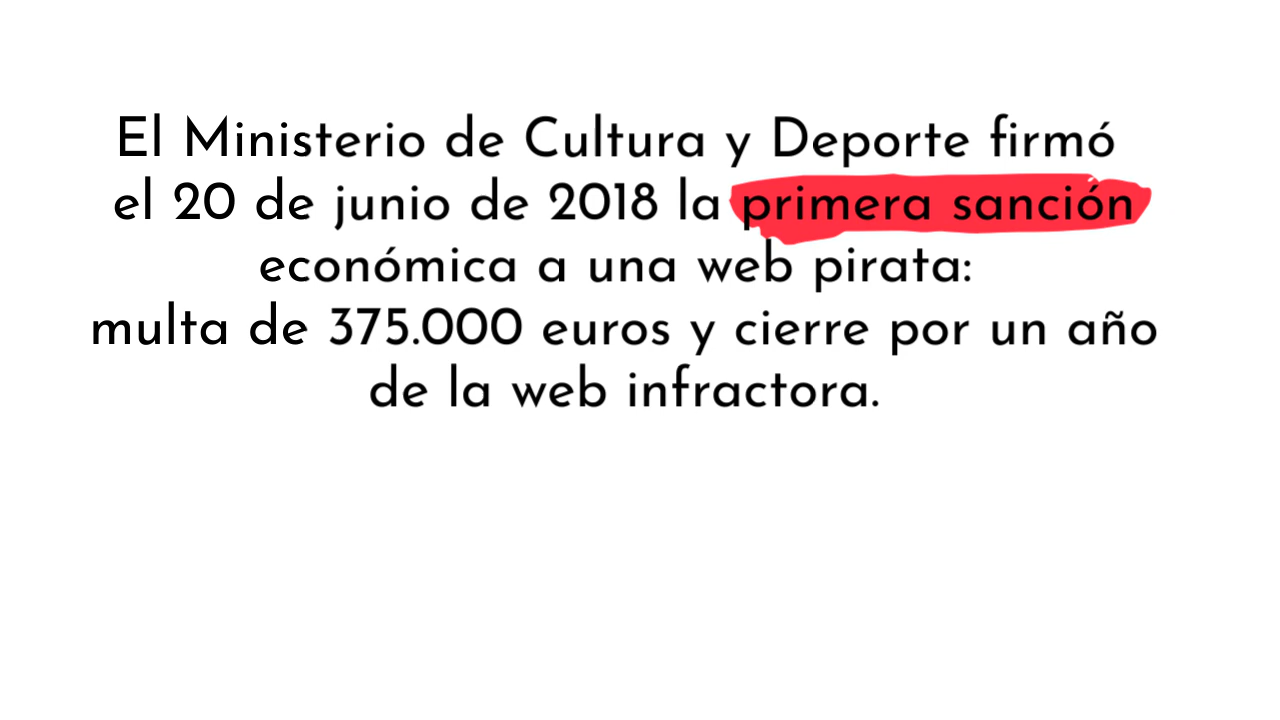 El Ministerio de Cultura y Deporte firmó
el 20 de junio de 2018 la primera sanción
económica a una web pirata:
multa de 375.000 euros y cierre por un año
de la web infractora.